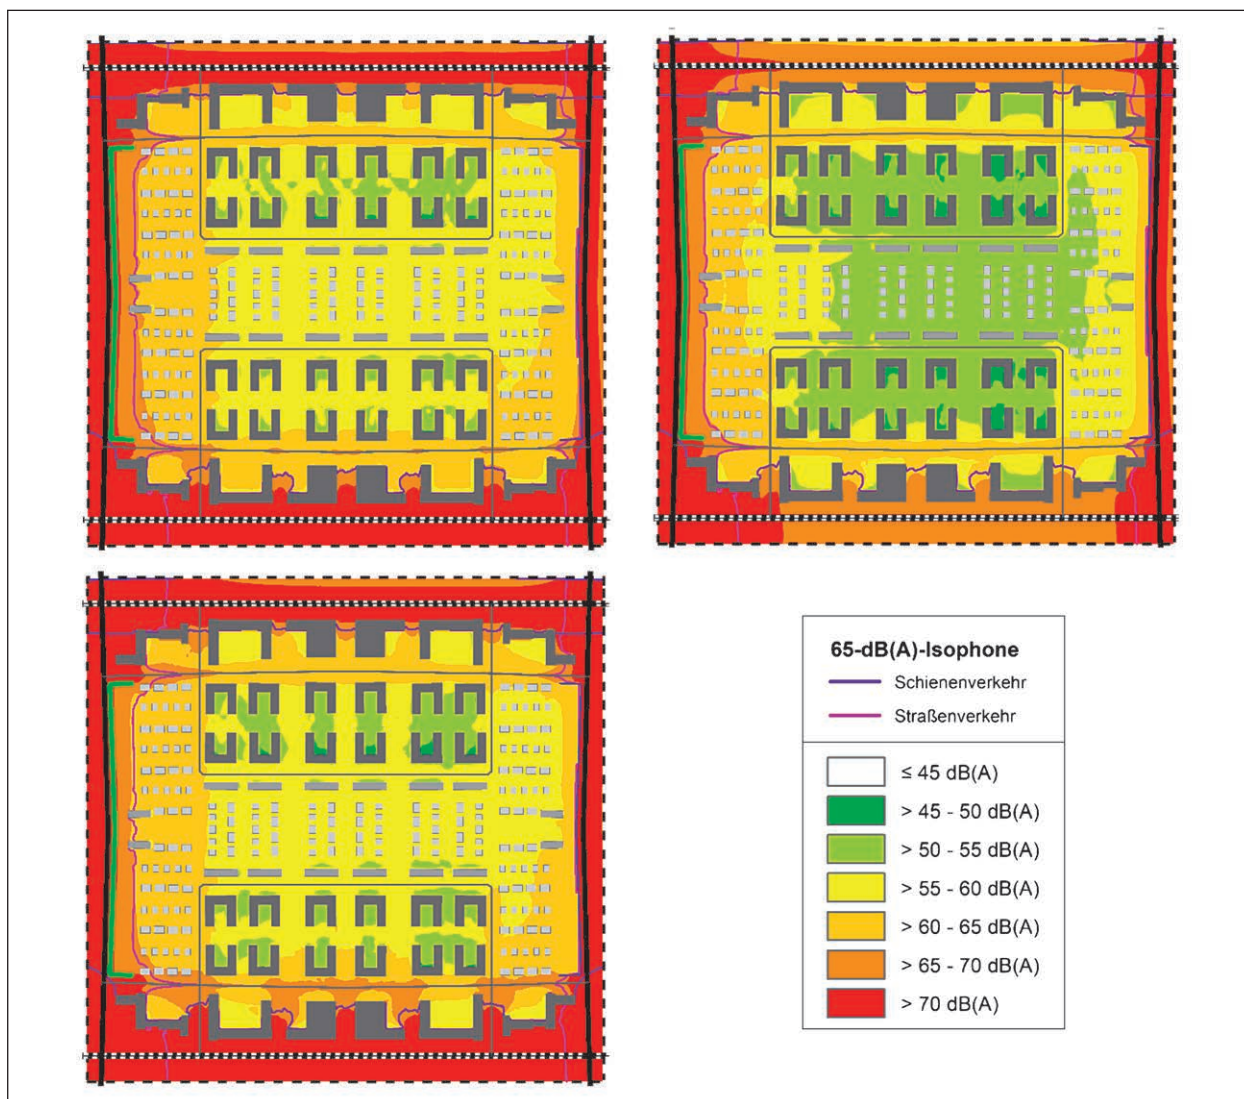 65-dB(A)-Isophone
Schienenverkehr
Straßenverkehr
≤ 45 dB(A)
> 45 - 50 dB(A)
> 50 - 55 dB(A)
> 55 - 60 dB(A)
> 60 - 65 dB(A)
> 65 - 70 dB(A)
> 70 dB(A)